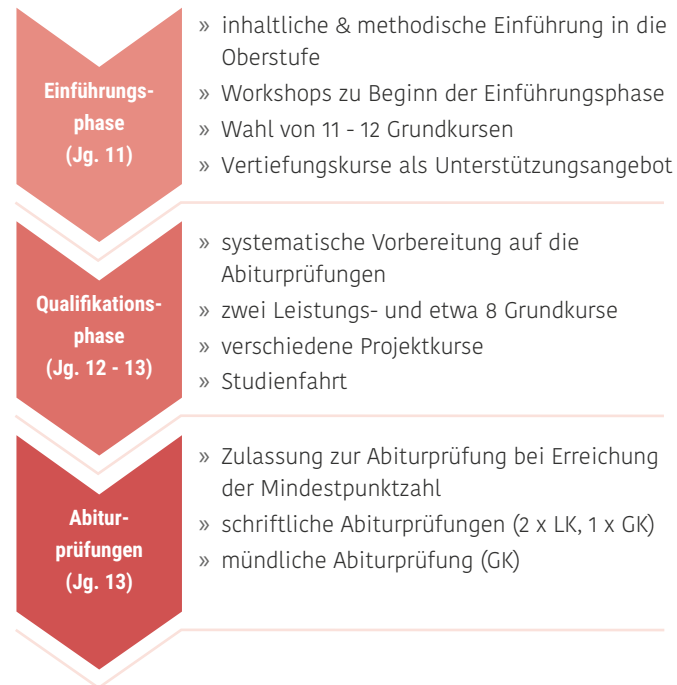 Einführungs-
phase
(Jg. 11)
» inhaltliche & methodische Einführung in die
Oberstufe
» Workshops zu Beginn der Einführungsphase
» Wahl von 11 - 12 Grundkursen
» Vertiefungskurse als Unterstützungsangebot
Qualifikations-
phase
(Jg. 12 - 13)
» systematische Vorbereitung auf die
Abiturprüfungen
» zwei Leistungs- und etwa 8 Grundkurse
» verschiedene Projektkurse
» Studienfahrt
Abitur-
prüfungen
(Jg. 13)
» Zulassung zur Abiturprüfung bei Erreichung
der Mindestpunktzahl
» schriftliche Abiturprüfungen (2 x LK, 1 x GK)
» mündliche Abiturprüfung (GK)